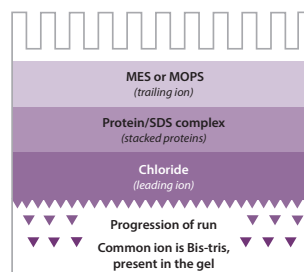 MES or MOPS
(trailing ion)
Protein/SDS complex
(stacked proteins)
Chloride
(leading ion)
Progression of run
Common ion is Bis-tris,
present in the gel